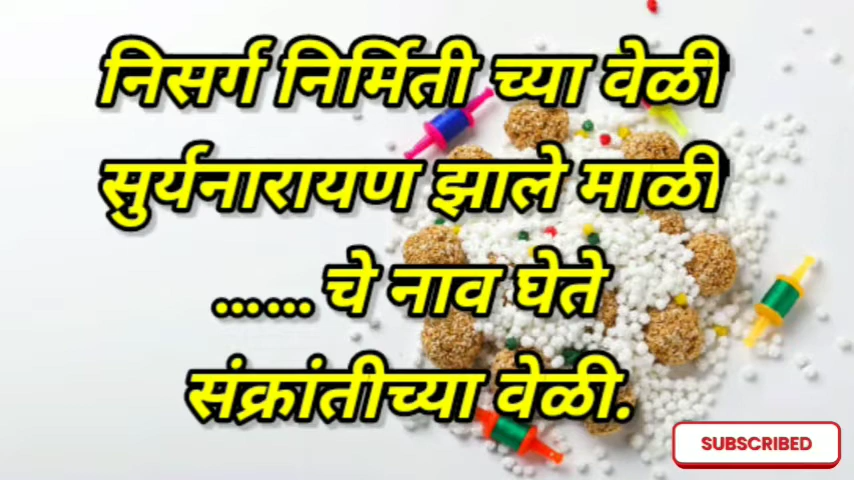 निसर्ग निर्मिती च्या वेळी
सुर्यनारायण झाले माळी
......चे नाव घेते
संक्रांतीच्या वेळी.
SUBSCRIBED